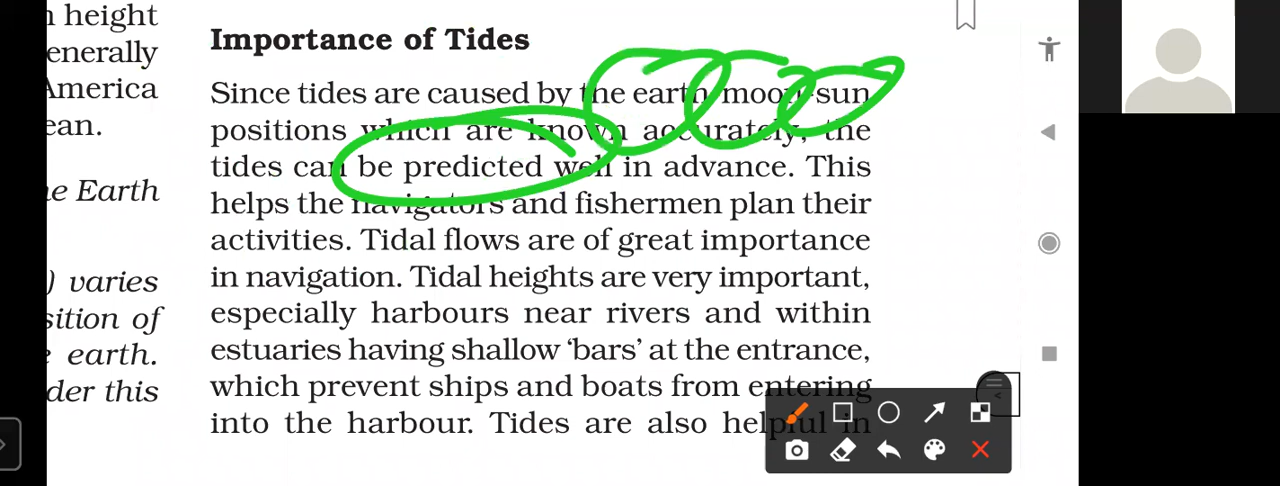 n height
enerally
America
ean.
e Earth
) varies
sition of
e earth.
der this
Importance of Tides
Since tides are caused by the earth-moon-sun
positions which are known accurately, the
tides can be predicted well in advance. This
helps the navigators and fishermen plan their
activities. Tidal flows are of great importance
in navigation. Tidal heights are very important,
especially harbours near rivers and within
estuaries having shallow ‘bars’ at the entrance,
which prevent ships and boats from entering
into the harbour. Tides are also helpful in